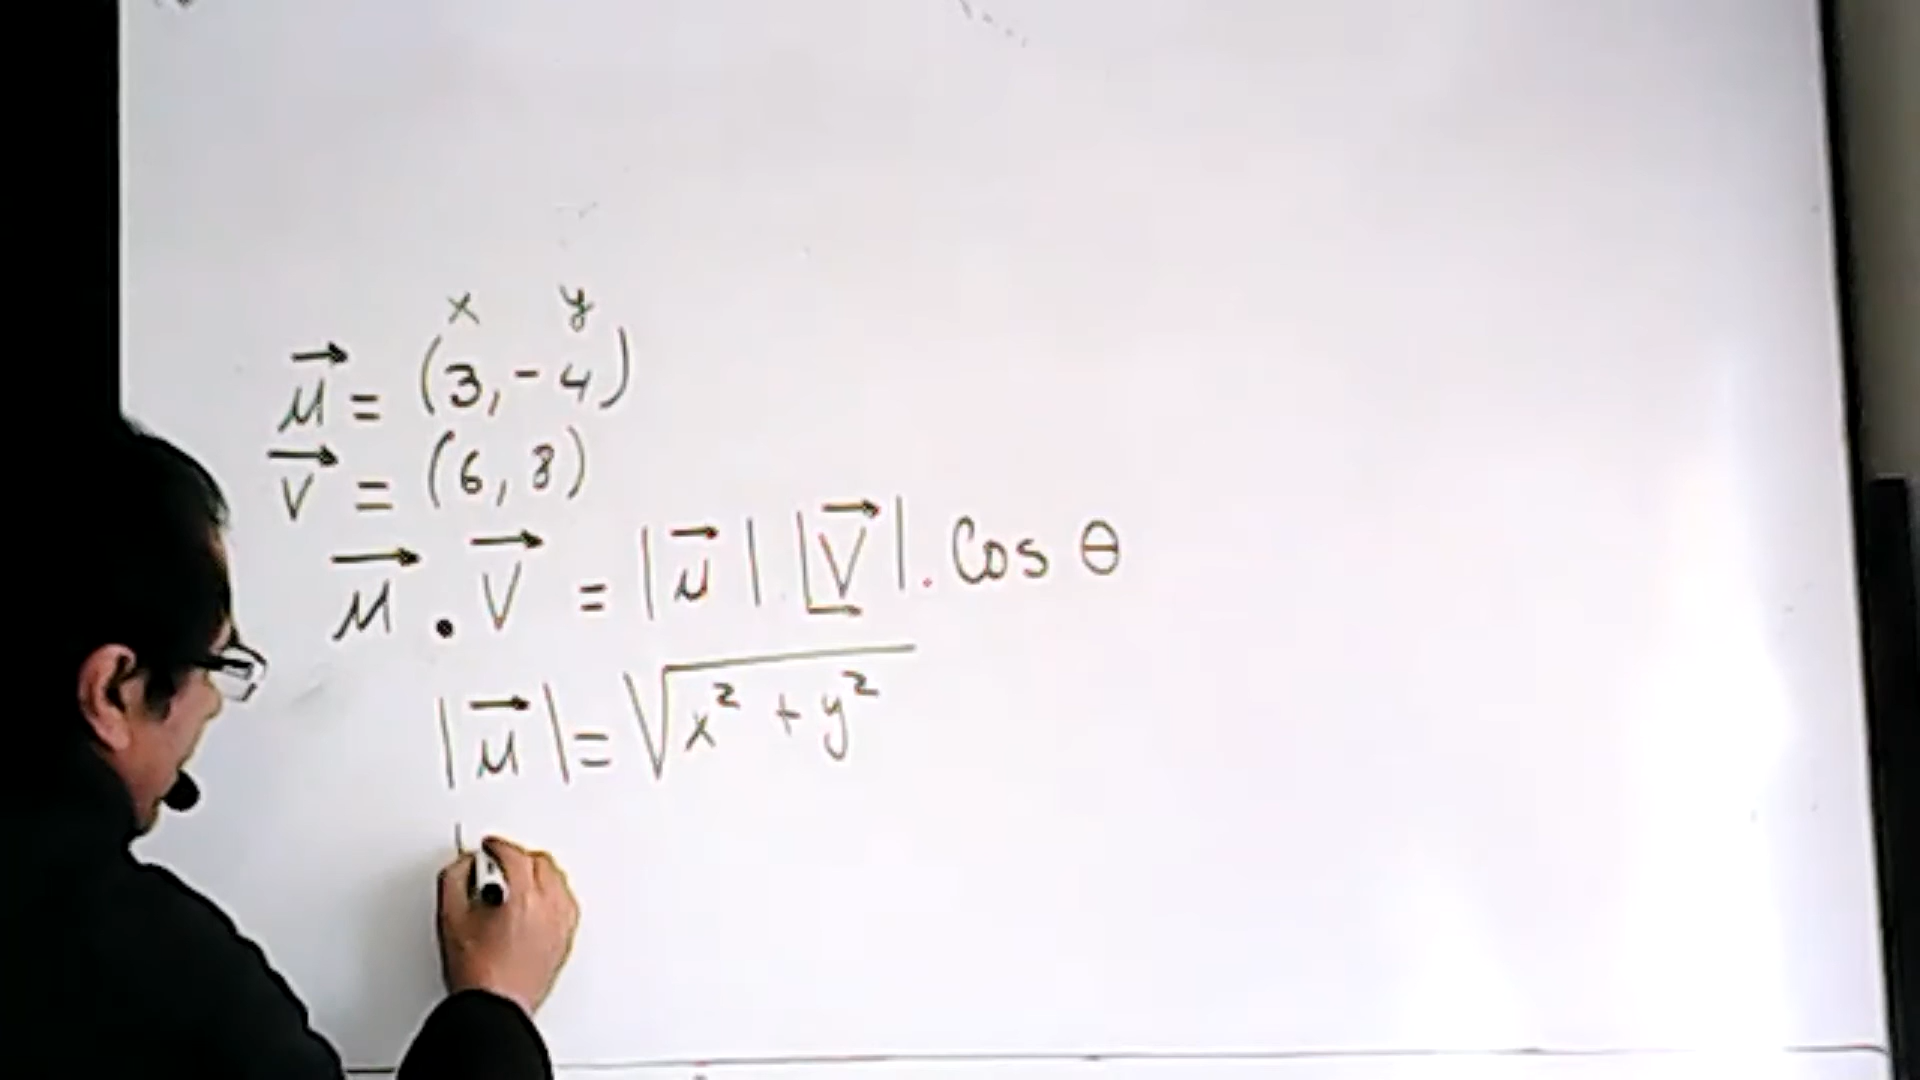 x y
μ⃗ = (3, - 4)
v⃗ = (6, 8)
μ⃗ . V⃗ = |μ⃗| |V⃗| . Cos θ
|μ⃗| = √(x² + y²)